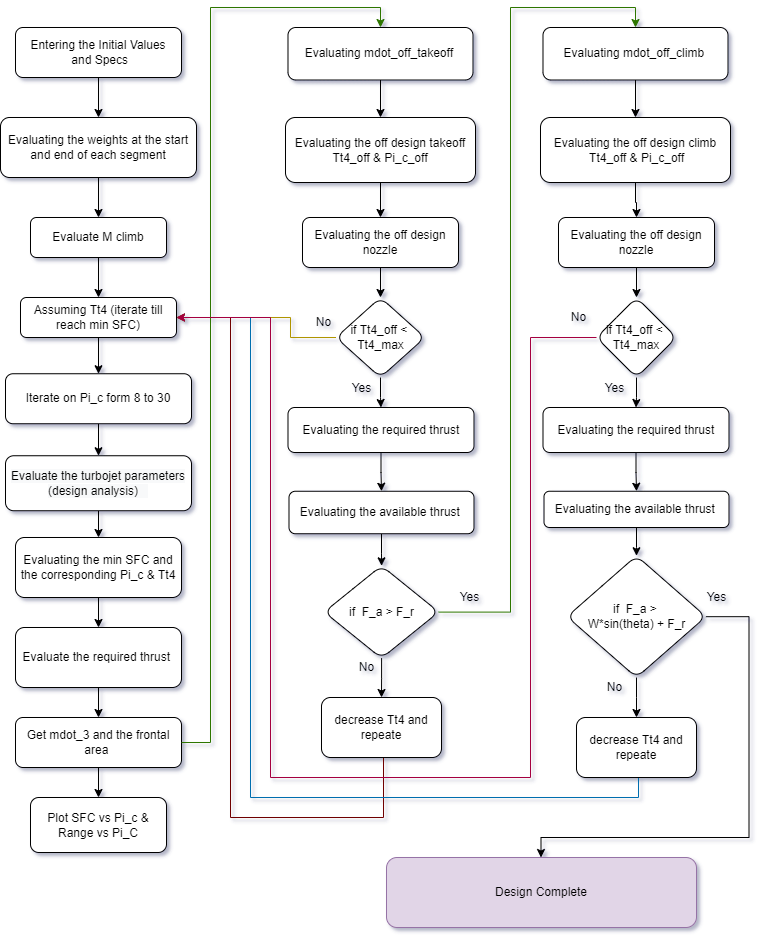 Entering the Initial Values
and Specs
Evaluating the weights at the start
and end of each segment
Evaluate M climb
Assuming Tt4 (iterate till
reach min SFC)
Iterate on Pi_c form 8 to 30
Evaluate the turbojet parameters
(design analysis)
Evaluating the min SFC and
the corresponding Pi_c & Tt4
Evaluate the required thrust
Get mdot_3 and the frontal
area
Plot SFC vs Pi_c &
Range vs Pi_C
Evaluating mdot_off_takeoff
Evaluating the off design takeoff
Tt4_off & Pi_c_off
Evaluating the off design
nozzle
No
if Tt4_off <
Tt4_max
Yes
Evaluating the required thrust
Evaluating the available thrust
if F_a > F_r
Yes
No
decrease Tt4 and
repeate
Evaluating mdot_off_climb
Evaluating the off design climb
Tt4_off & Pi_c_off
Evaluating the off design
nozzle
No
if Tt4_off <
Tt4_max
Yes
Evaluating the required thrust
Evaluating the available thrust
if F_a >
W*sin(theta) + F_r
Yes
No
decrease Tt4 and
repeate
Design Complete